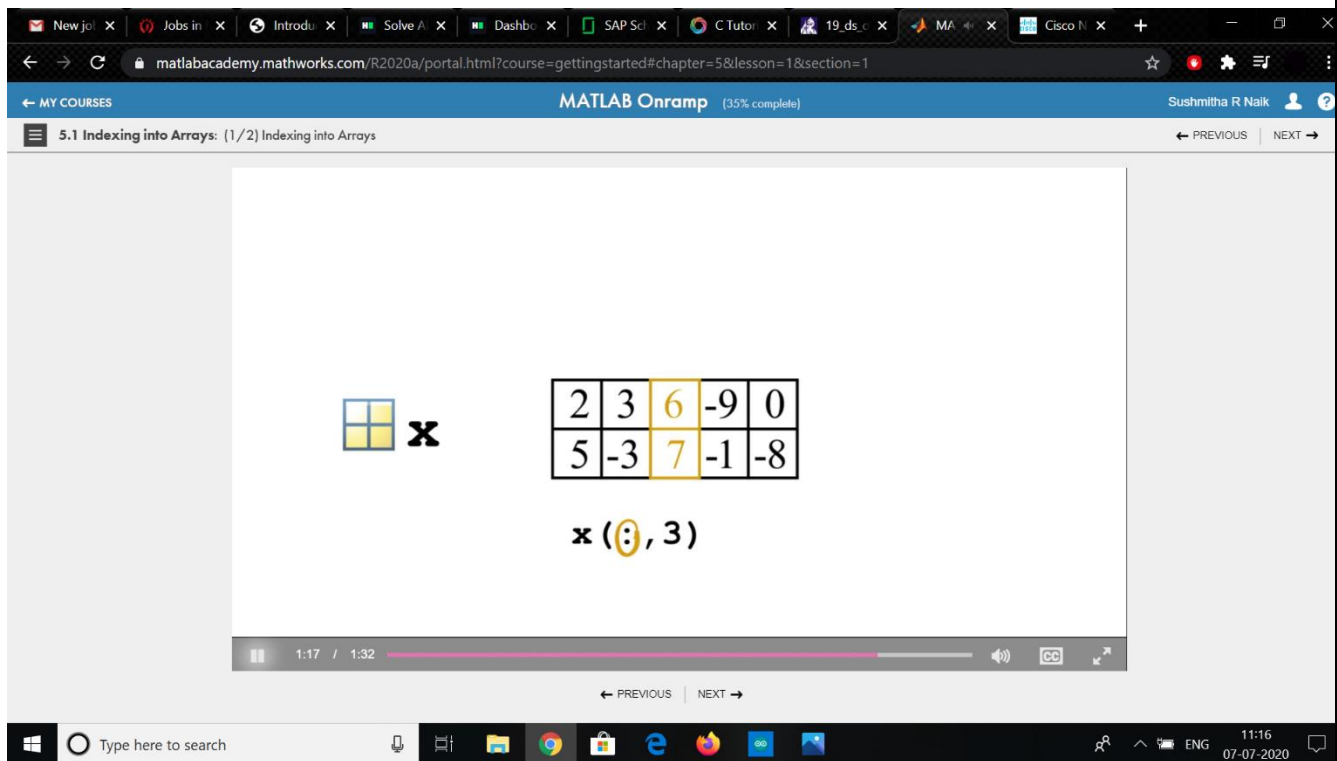 New jol
Jobs in
Introdu
Solve A
Dashbo
SAP Sch
C Tutori
19_ds_c
MA
Cisco N
matlabacademy.mathworks.com/R2020a/portal.html?course=gettingstarted#chapter=5&lesson=1&section=1
← MY COURSES
MATLAB Onramp (35% complete)
Sushmitha R Naik
5.1 Indexing into Arrays: (1/2) Indexing into Arrays
← PREVIOUS | NEXT →
x
2 3 6 -9 0
5 -3 7 -1 -8
x(:,3)
1:17 / 1:32
CC
← PREVIOUS | NEXT →
Type here to search
ENG
11:16
07-07-2020